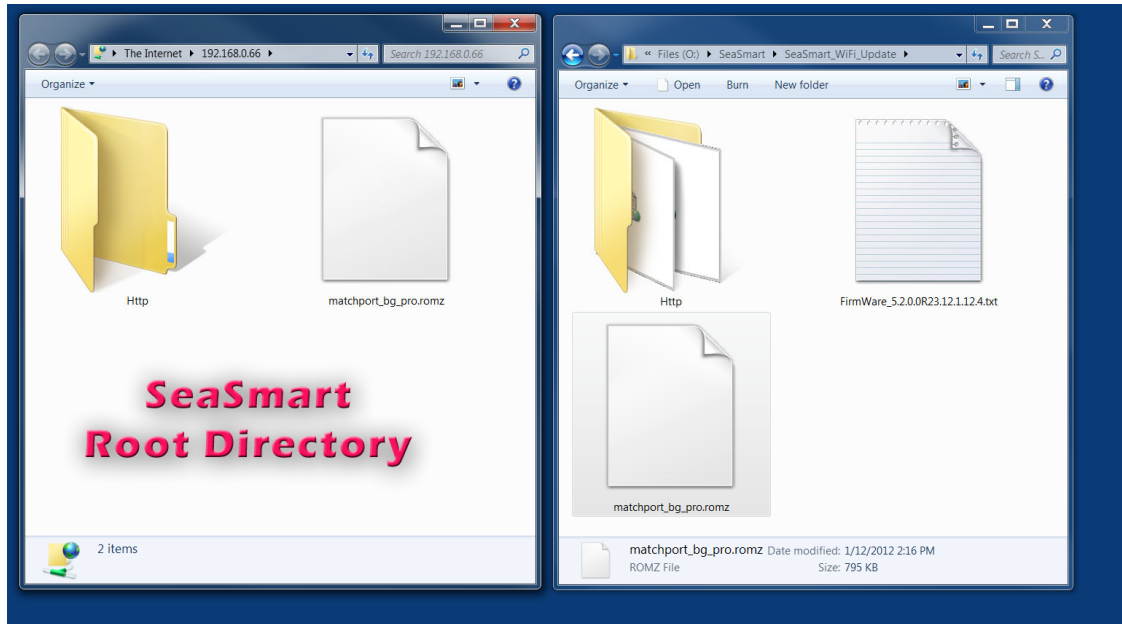 The Internet 192.168.0.66
Search 192.168.0.66
Organize
Http
matchport_bg_pro.romz
SeaSmart
Root Directory
2 items
« Files (O:) SeaSmart SeaSmart_WiFi_Update
Search S...
Organize Open Burn New folder
Http
FirmWare_5.2.0.0R23.12.1.12.4.txt
matchport_bg_pro.romz
matchport_bg_pro.romz Date modified: 1/12/2012 2:16 PM
ROMZ File Size: 795 KB